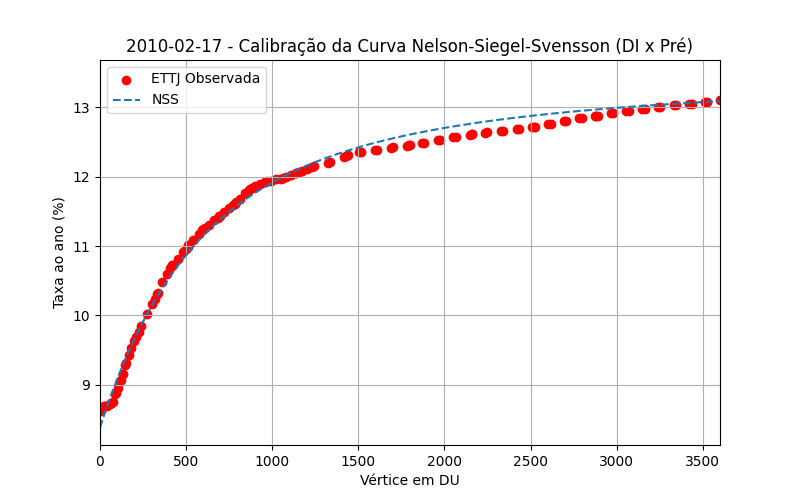 2010-02-17 - Calibração da Curva Nelson-Siegel-Svensson (DI x Pré)
ETTJ Observada
NSS
Taxa ao ano (%)
13
12
11
10
9
0 500 1000 1500 2000 2500 3000 3500
Vértice em DU